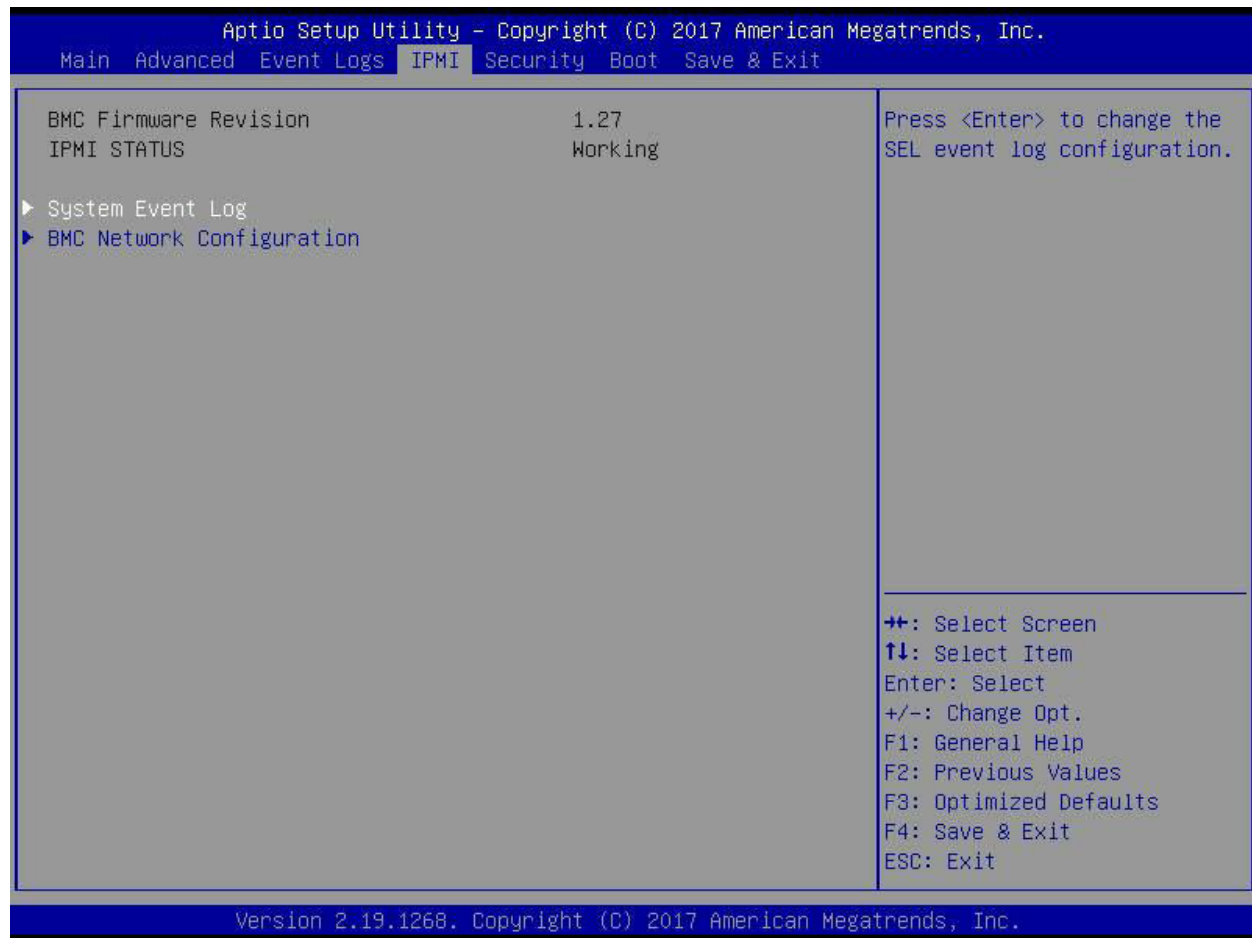 Aptio Setup Utility – Copyright (C) 2017 American Megatrends, Inc.
Main Advanced Event Logs IPMI Security Boot Save & Exit
BMC Firmware Revision 1.27
IPMI STATUS Working
▶ System Event Log
▶ BMC Network Configuration
Press <Enter> to change the
SEL event log configuration.
→←: Select Screen
↑↓: Select Item
Enter: Select
+/-: Change Opt.
F1: General Help
F2: Previous Values
F3: Optimized Defaults
F4: Save & Exit
ESC: Exit
Version 2.19.1268. Copyright (C) 2017 American Megatrends, Inc.